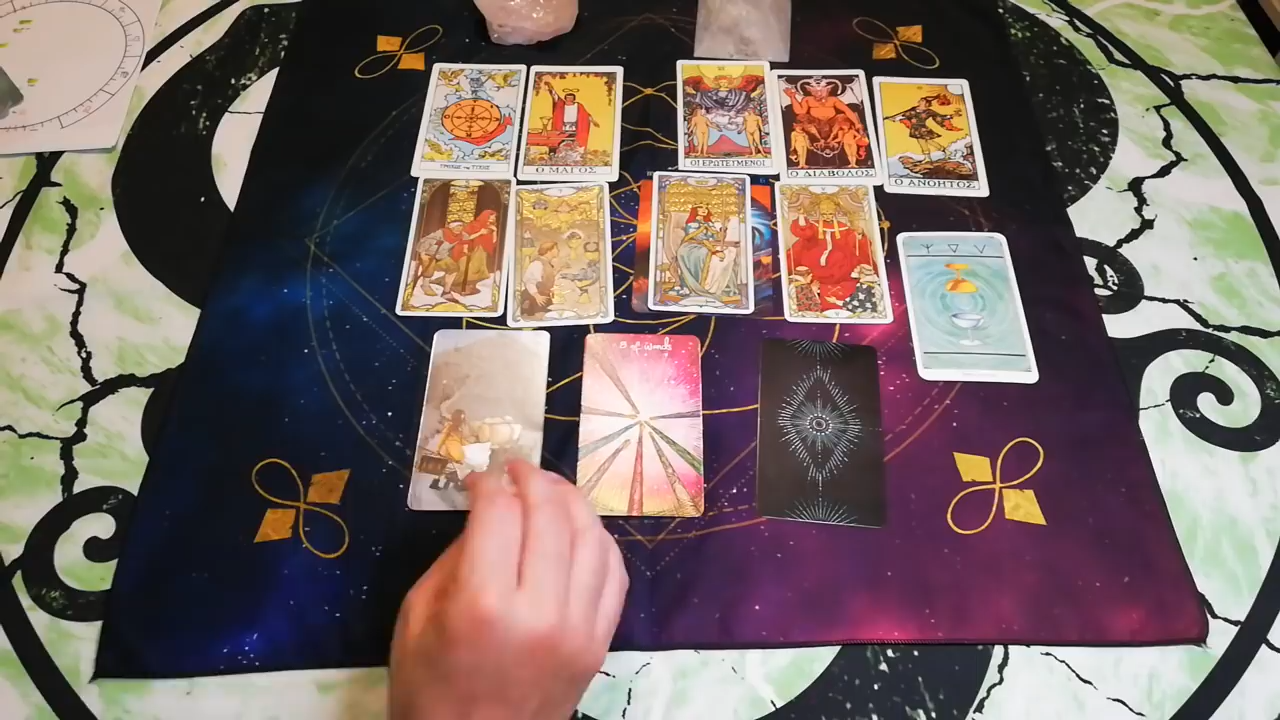 ΤΡΟΧΟΣ της ΤΥΧΗΣ
Ο ΜΑΓΟΣ
ΟΙ ΕΡΩΤΕΥΜΕΝΟΙ
Ο ΔΙΑΒΟΛΟΣ
Ο ΑΝΟΗΤΟΣ
8 of wands